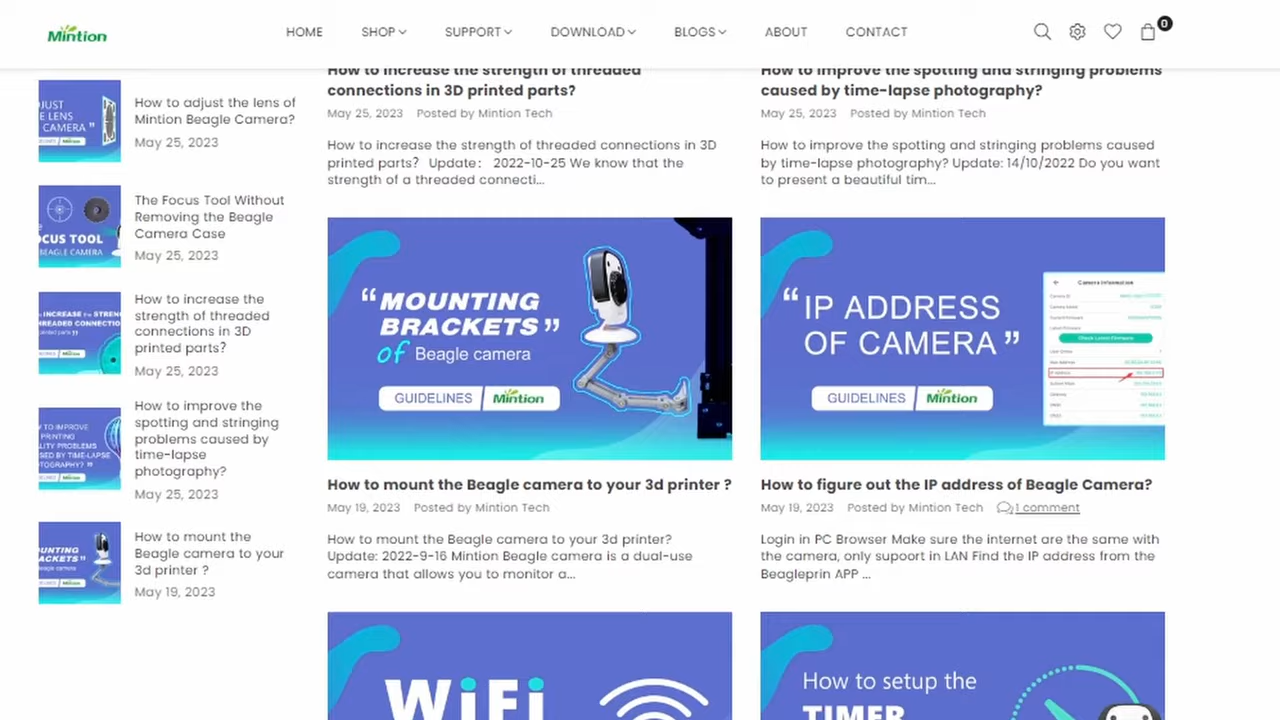 Mintion
HOME
SHOP
SUPPORT
DOWNLOAD
BLOGS
ABOUT
CONTACT
0
How to adjust the lens of
Mintion Beagle Camera?
May 25, 2023
OCUS TOOL
BEAGLE CAMERA
The Focus Tool Without
Removing the Beagle
Camera Case
May 25, 2023
How to increase the
strength of threaded
connections in 3D
printed parts?
May 25, 2023
How to improve the
spotting and stringing
problems caused by
time-lapse
photography?
May 25, 2023
How to mount the
Beagle camera to your
3d printer ?
May 19, 2023
How to increase the strength of threaded
connections in 3D printed parts?
May 25, 2023 Posted by Mintion Tech
How to increase the strength of threaded connections in 3D
printed parts？ Update： 2022-10-25 We know that the
strength of a threaded connecti...
How to improve the spotting and stringing problems
caused by time-lapse photography?
May 25, 2023 Posted by Mintion Tech
How to improve the spotting and stringing problems caused
by time-lapse photography? Update: 14/10/2022 Do you want
to present a beautiful tim...
“MOUNTING
BRACKETS”
of Beagle camera
GUIDELINES Mintion
“IP ADDRESS
OF CAMERA”
GUIDELINES Mintion
Camera Information
Check Latest Firmware
How to mount the Beagle camera to your 3d printer ?
May 19, 2023 Posted by Mintion Tech
How to mount the Beagle camera to your 3d printer?
Update: 2022-9-16 Mintion Beagle camera is a dual-use
camera that allows you to monitor a...
How to figure out the IP address of Beagle Camera?
May 19, 2023 Posted by Mintion Tech 1 comment
Login in PC Browser Make sure the internet are the same with
the camera, only supoort in LAN Find the IP address from the
Beagleprin APP ...
WiFi
How to setup the
TIMER